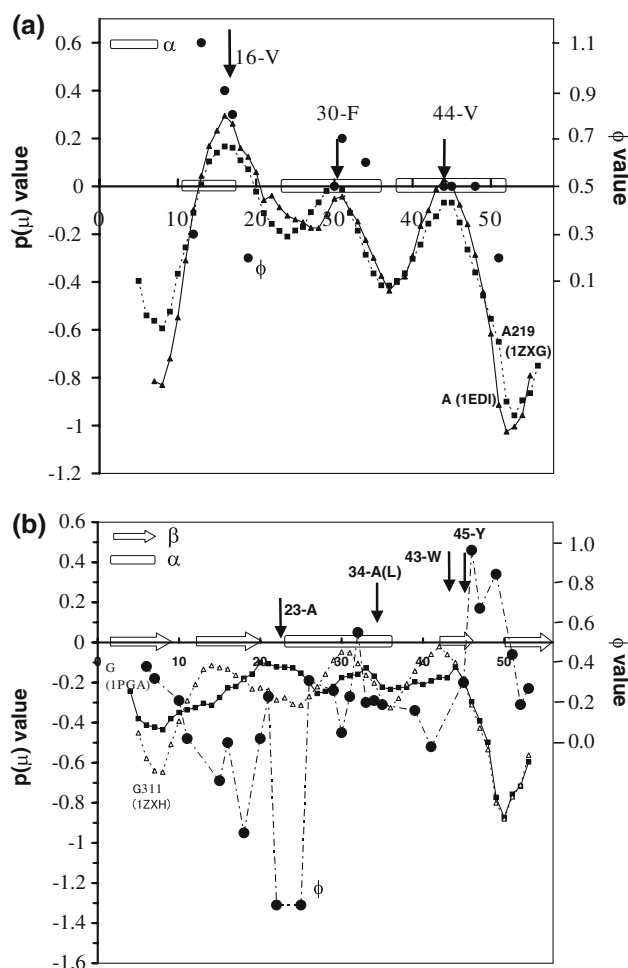 (a)
0.6
0.4
0.2
0
-0.2
-0.4
-0.6
-0.8
-1
-1.2
p(μ) value
α
16-V
30-F
44-V
0 10 20 30 40 50
1.1
0.9
0.7
0.5
0.3
0.1
ϕ value
ϕ
A219
(1ZXG)
A (1EDI)
(b)
0.6
0.4
0.2
0
-0.2
-0.4
-0.6
-0.8
-1
-1.2
-1.4
-1.6
p(μ) value
β
α
23-A
34-A(L)
43-W
45-Y
0 10 20 30 40 50
1.0
0.8
0.6
0.4
0.2
0.0
ϕ value
G
(1PGA)
G311
(1ZXH)
ϕ